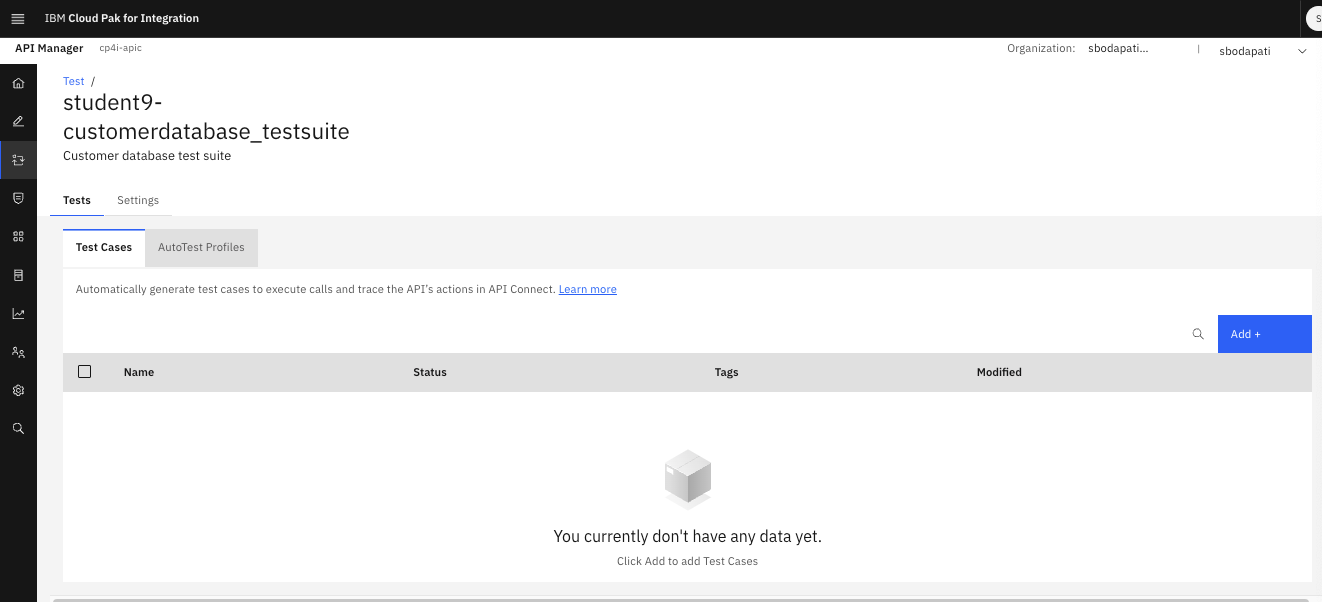 IBM Cloud Pak for Integration
S
API Manager cp4i-apic
Organization: sbodapati... | sbodapati
Test /
student9-
customerdatabase_testsuite
Customer database test suite
Tests Settings
Test Cases AutoTest Profiles
Automatically generate test cases to execute calls and trace the API's actions in API Connect. Learn more
Add +
Name Status Tags Modified
You currently don't have any data yet.
Click Add to add Test Cases